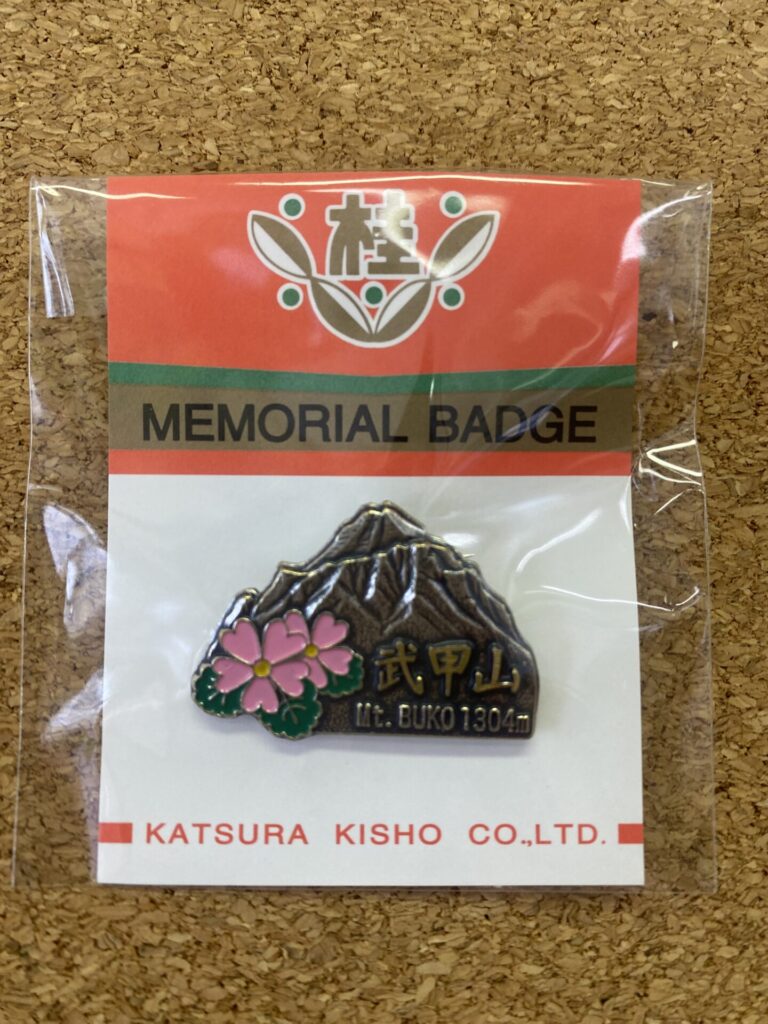 桂
MEMORIAL BADGE
武甲山
Mt. BUKO 1304m
KATSURA KISHO CO.,LTD.